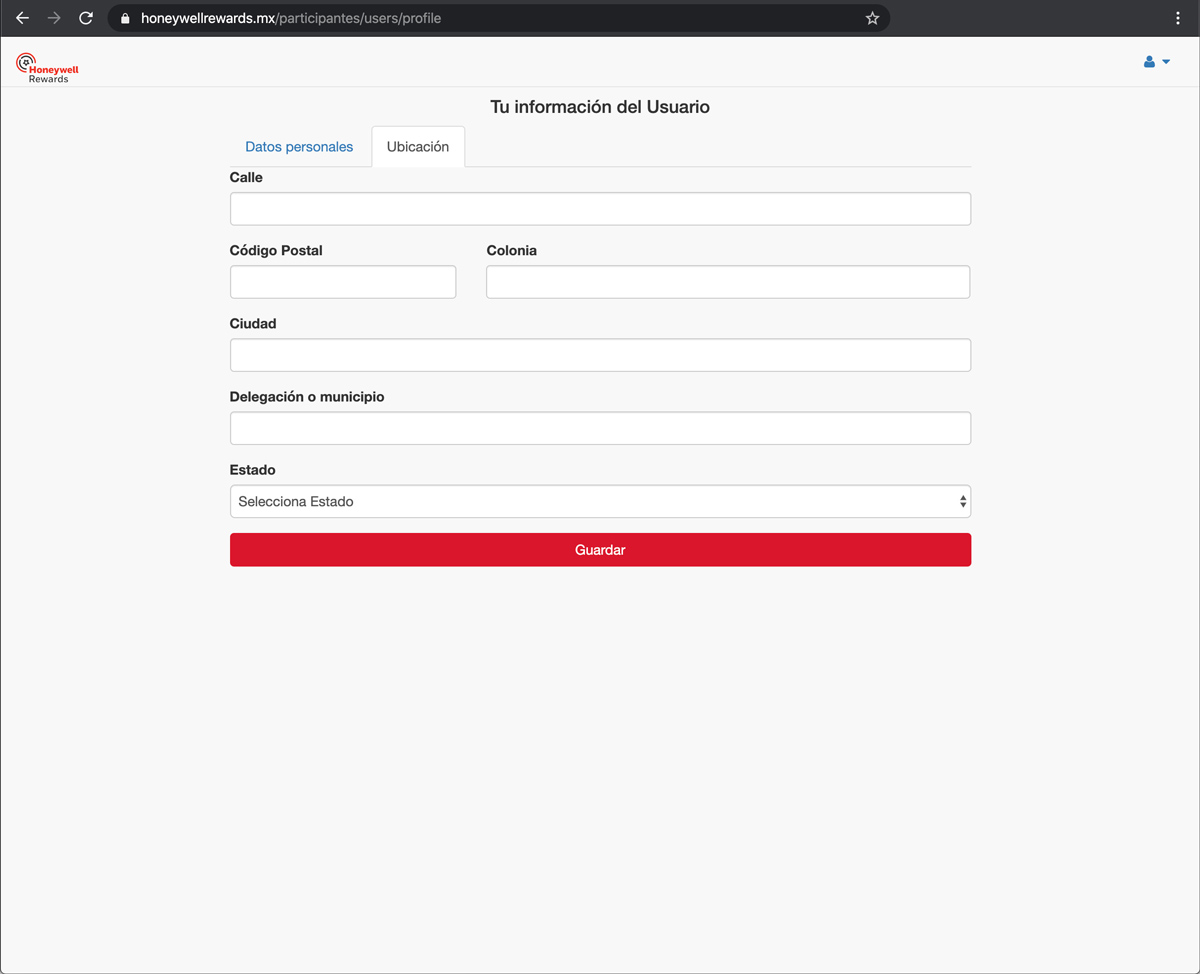 honeywellrewards.mx/participantes/users/profile
Honeywell
Rewards
Tu información del Usuario
Datos personales Ubicación
Calle
Código Postal Colonia
Ciudad
Delegación o municipio
Estado
Selecciona Estado
Guardar